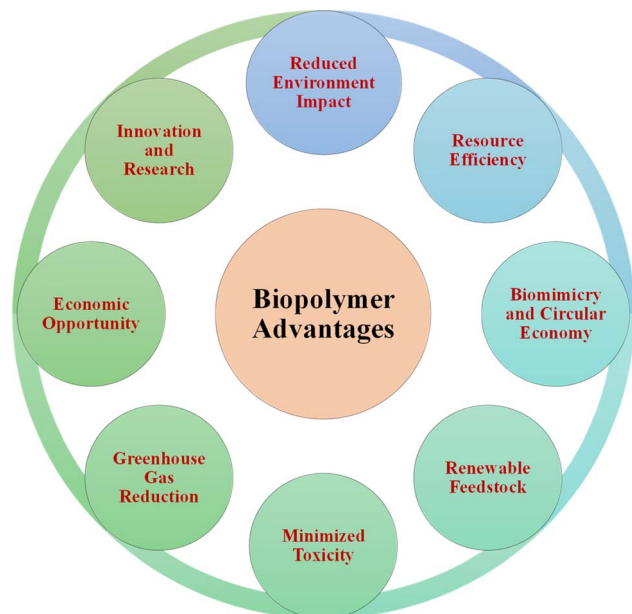 Reduced
Environment
Impact
Resource
Efficiency
Biomimicry
and Circular
Economy
Renewable
Feedstock
Minimized
Toxicity
Greenhouse
Gas
Reduction
Economic
Opportunity
Innovation
and
Research
Biopolymer
Advantages